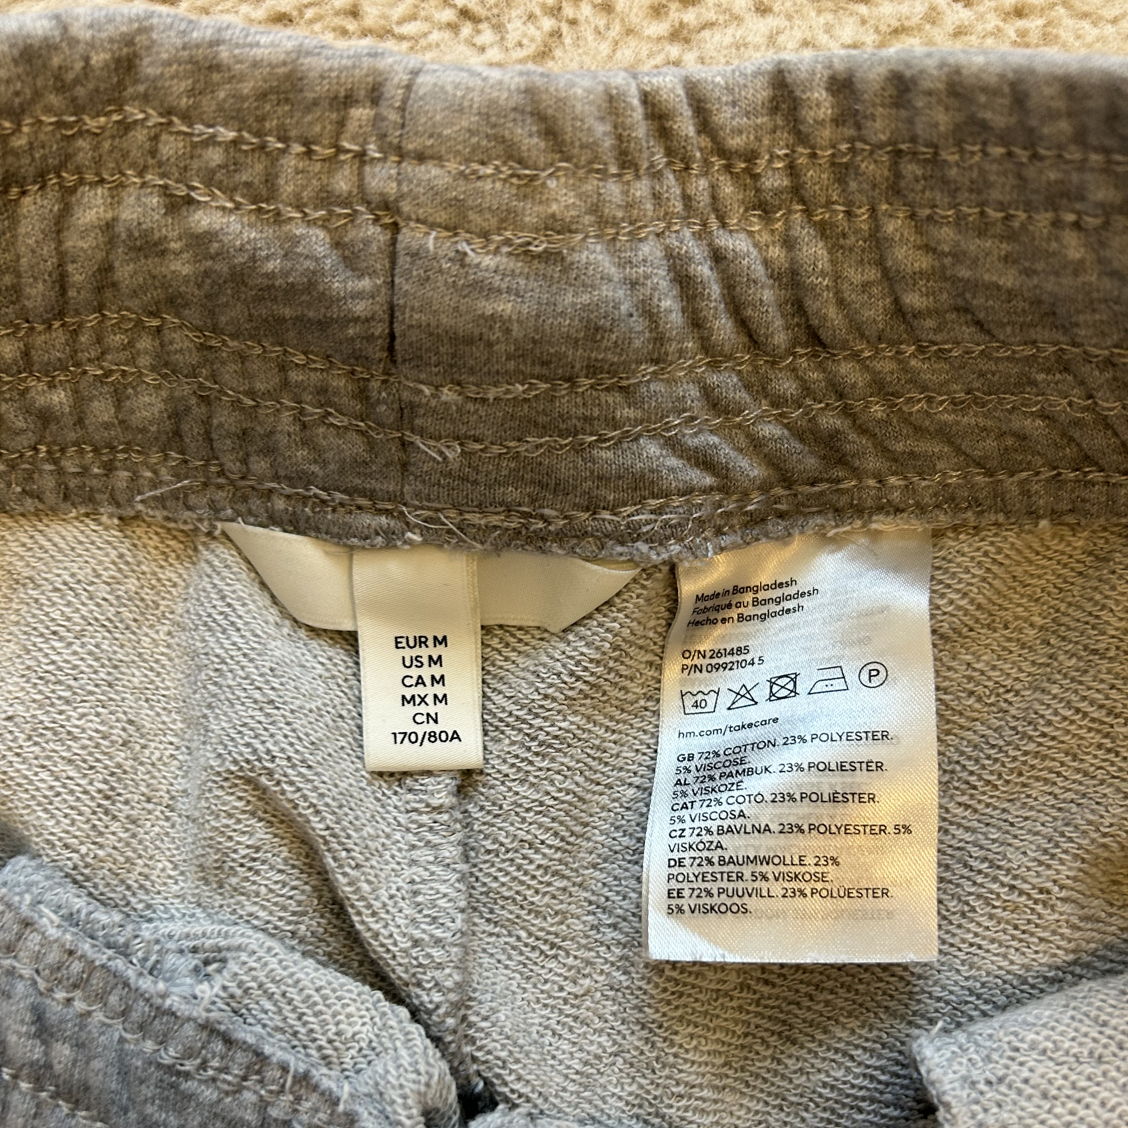 EUR M
US M
CA M
MX M
CN
170/80A
Made in Bangladesh
Fabriqué au Bangladesh
Hecho en Bangladesh
O/N 261485
P/N 0992104 5
40
P
hm.com/takecare
GB 72% COTTON. 23% POLYESTER.
5% VISCOSE.
AL 72% PAMBUK. 23% POLIESTËR.
5% VISKOZË.
CAT 72% COTÓ. 23% POLIÈSTER.
5% VISCOSA.
CZ 72% BAVLNA. 23% POLYESTER. 5%
VISKÓZA.
DE 72% BAUMWOLLE. 23%
POLYESTER. 5% VISKOSE.
EE 72% PUUVILL. 23% POLÜESTER.
5% VISKOOS.